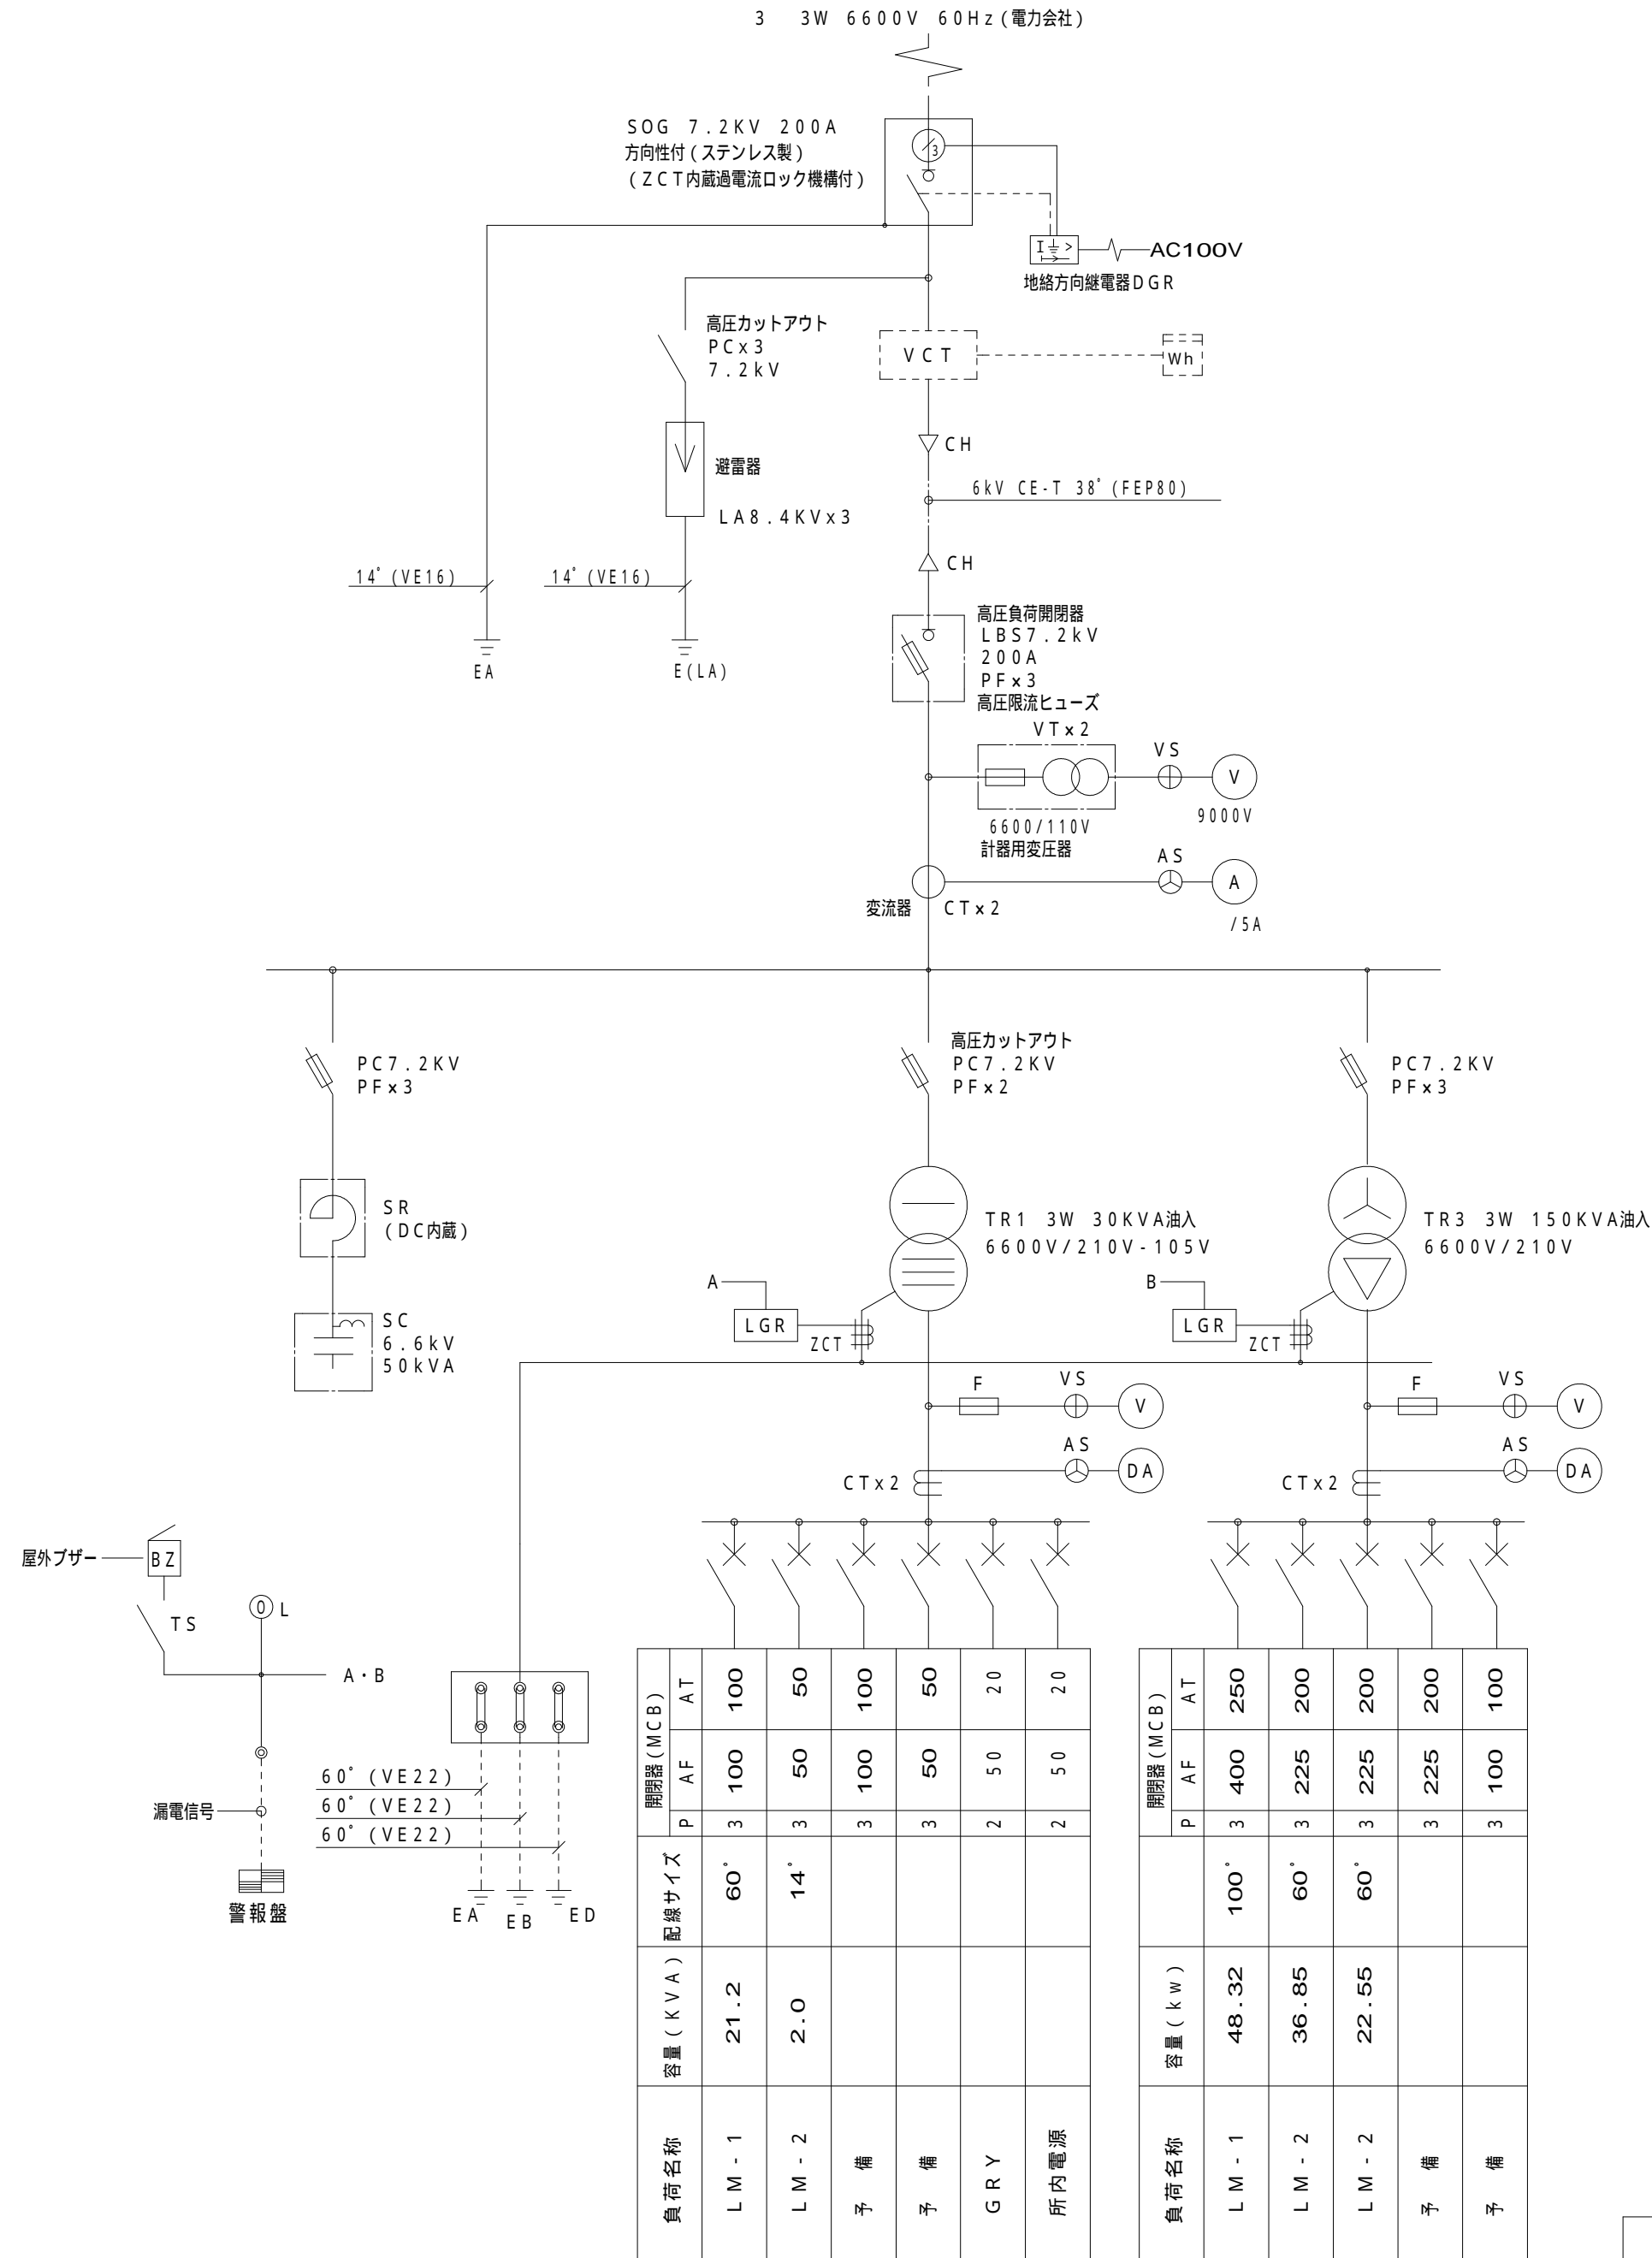 3 3W 6600V 60Hz(電力会社)
SOG 7.2KV 200A
方向性付(ステンレス製)
(ZCT内蔵過電流ロック機構付)
3
I >
AC100V
地絡方向継電器DGR
高圧カットアウト
PCx3
7.2kV
VCT
Wh
CH
避雷器
LA8.4KVx3
6kV CE-T 38°(FEP80)
CH
14°(VE16)
14°(VE16)
EA
E(LA)
高圧負荷開閉器
LBS7.2kV
200A
PF×3
高圧限流ヒューズ
VT×2
VS
V
9000V
6600/110V
計器用変圧器
AS
A
/5A
変流器
CT×2
PC7.2KV
PF×3
高圧カットアウト
PC7.2KV
PF×2
PC7.2KV
PF×3
SR
(DC内蔵)
TR1 3W 30KVA油入
6600V/210V-105V
TR3 3W 150KVA油入
6600V/210V
SC
6.6kV
50kVA
A
LGR
ZCT
B
LGR
ZCT
F
VS
V
F
VS
V
AS
DA
CTx2
AS
DA
CTx2
屋外ブザー
BZ
TS
0
L
A・B
漏電信号
警報盤
60°(VE22)
60°(VE22)
60°(VE22)
EA
EB
ED
開閉器(MCB)
AT 100 50 100 50 20 20
AF 100 50 100 50 50 50
P 3 3 3 3 2 2
配線サイズ 60° 14°
容量(KVA) 21.2 2.0
負荷名称 LM-1 LM-2 予備 予備 GRY 所内電源
開閉器(MCB)
AT 250 200 200 200 100
AF 400 225 225 225 100
P 3 3 3 3 3
100° 60° 60°
容量(kw) 48.32 36.85 22.55
負荷名称 LM-1 LM-2 LM-2 予備 予備